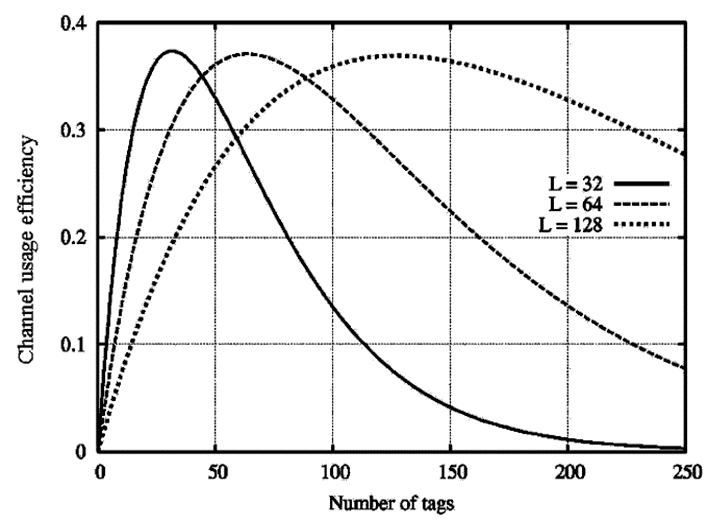 0.4
0.3
0.2
0.1
0
Channel usage efficiency
L = 32
L = 64
L = 128
0 50 100 150 200 250
Number of tags